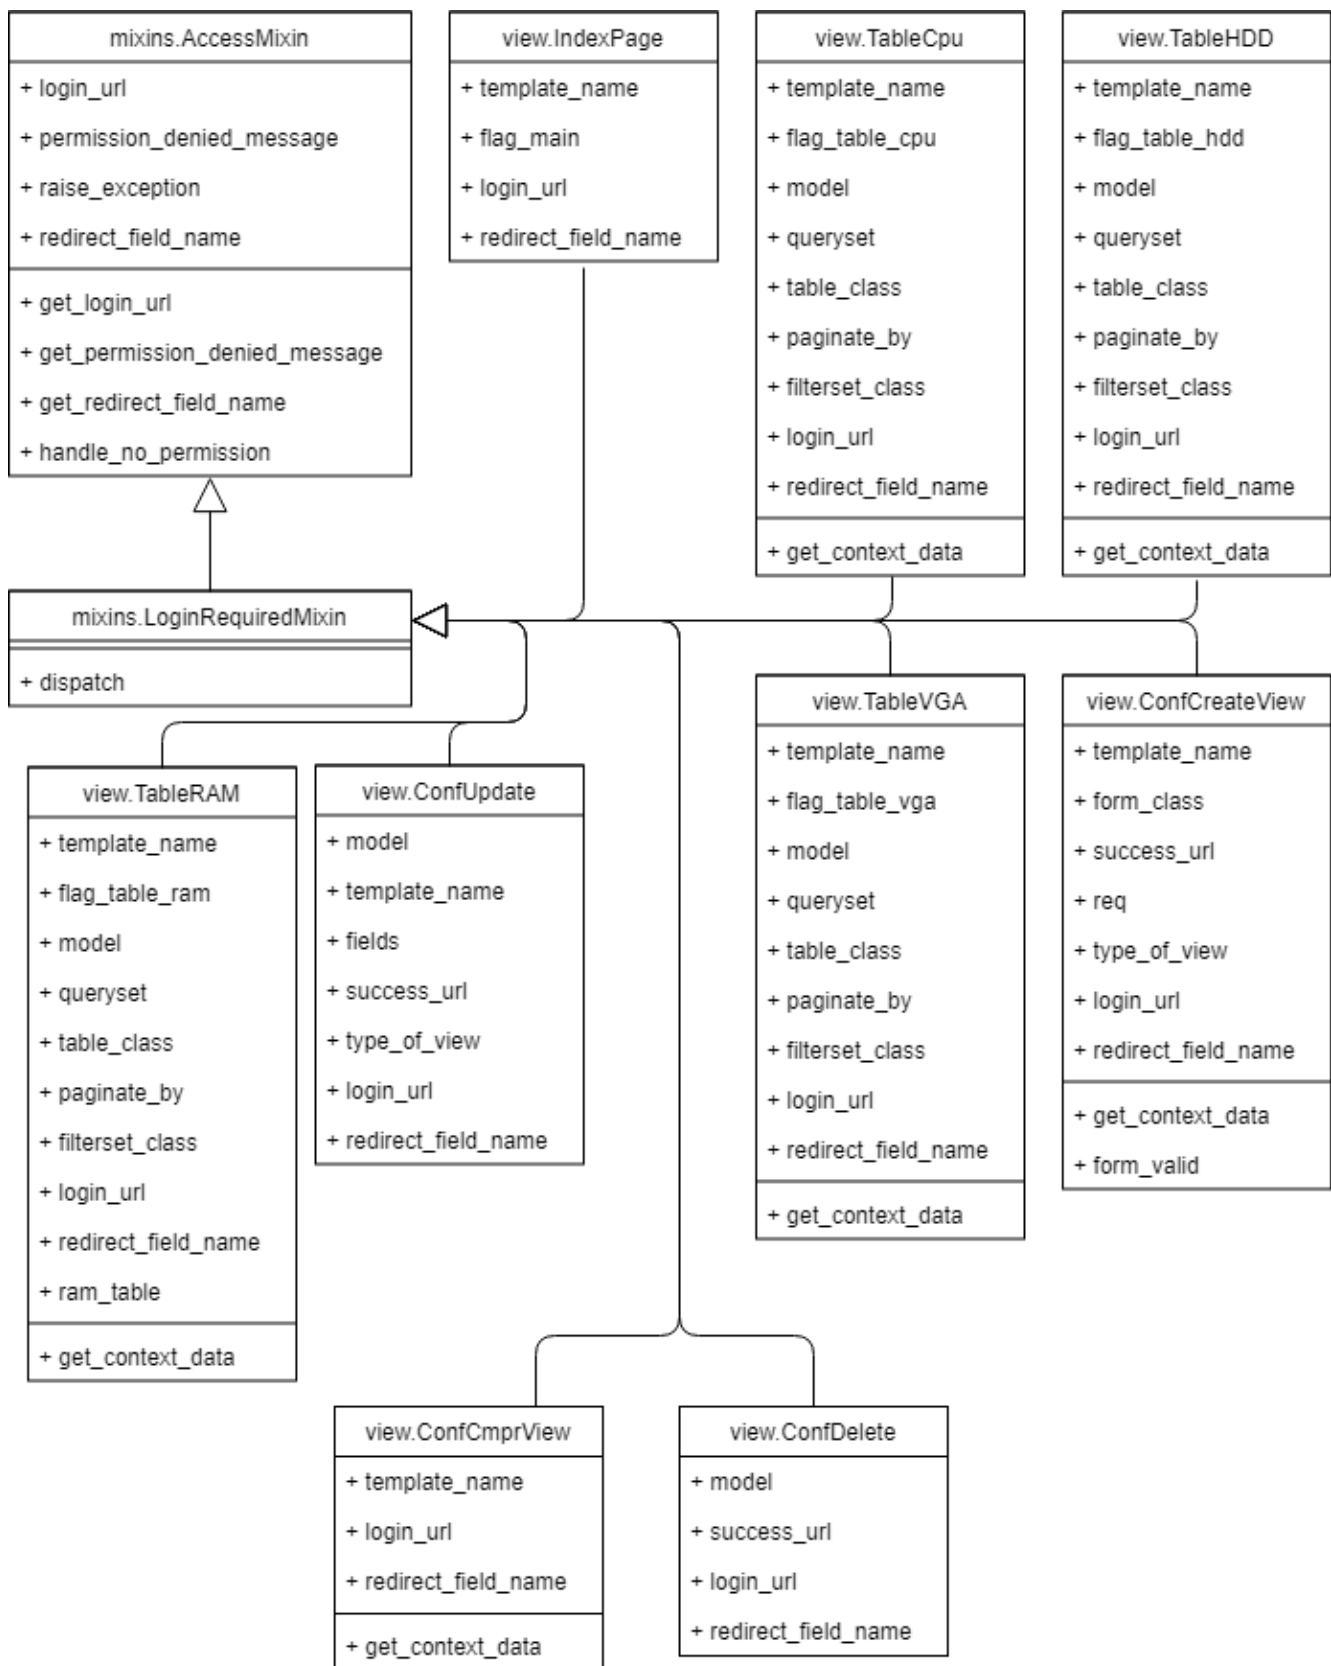 mixins.AccessMixin
+ login_url
+ permission_denied_message
+ raise_exception
+ redirect_field_name
+ get_login_url
+ get_permission_denied_message
+ get_redirect_field_name
+ handle_no_permission
view.IndexPage
+ template_name
+ flag_main
+ login_url
+ redirect_field_name
view.TableCpu
+ template_name
+ flag_table_cpu
+ model
+ queryset
+ table_class
+ paginate_by
+ filterset_class
+ login_url
+ redirect_field_name
+ get_context_data
view.TableHDD
+ template_name
+ flag_table_hdd
+ model
+ queryset
+ table_class
+ paginate_by
+ filterset_class
+ login_url
+ redirect_field_name
+ get_context_data
mixins.LoginRequiredMixin
+ dispatch
view.TableRAM
+ template_name
+ flag_table_ram
+ model
+ queryset
+ table_class
+ paginate_by
+ filterset_class
+ login_url
+ redirect_field_name
+ ram_table
+ get_context_data
view.ConfUpdate
+ model
+ template_name
+ fields
+ success_url
+ type_of_view
+ login_url
+ redirect_field_name
view.TableVGA
+ template_name
+ flag_table_vga
+ model
+ queryset
+ table_class
+ paginate_by
+ filterset_class
+ login_url
+ redirect_field_name
+ get_context_data
view.ConfCreateView
+ template_name
+ form_class
+ success_url
+ req
+ type_of_view
+ login_url
+ redirect_field_name
+ get_context_data
+ form_valid
view.ConfCmprView
+ template_name
+ login_url
+ redirect_field_name
+ get_context_data
view.ConfDelete
+ model
+ success_url
+ login_url
+ redirect_field_name